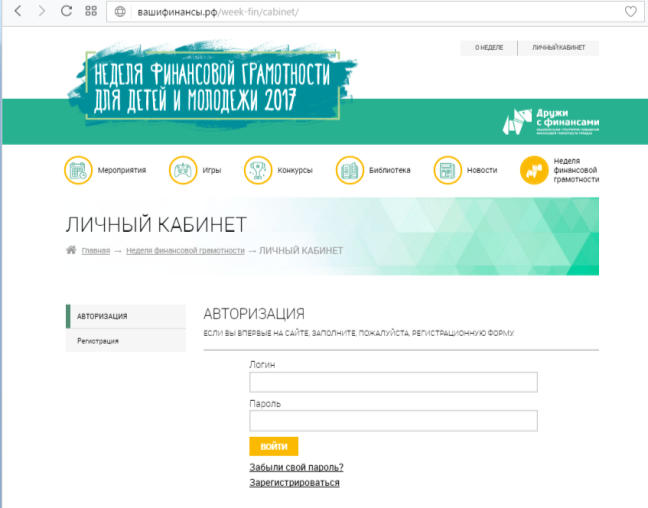 вашифинансы.рф/week-fin/cabinet/
О НЕДЕЛЕ
ЛИЧНЫЙ КАБИНЕТ
НЕДЕЛЯ ФИНАНСОВОЙ ГРАМОТНОСТИ
ДЛЯ ДЕТЕЙ И МОЛОДЕЖИ 2017
Дружи
с финансами
Мероприятия
Игры
Конкурсы
Библиотека
Новости
Неделя
финансовой
грамотности
ЛИЧНЫЙ КАБИНЕТ
Главная → Неделя финансовой грамотности → ЛИЧНЫЙ КАБИНЕТ
АВТОРИЗАЦИЯ
Регистрация
АВТОРИЗАЦИЯ
ЕСЛИ ВЫ ВПЕРВЫЕ НА САЙТЕ, ЗАПОЛНИТЕ, ПОЖАЛУЙСТА, РЕГИСТРАЦИОННУЮ ФОРМУ.
Логин
Пароль
ВОЙТИ
Забыли свой пароль?
Зарегистрироваться